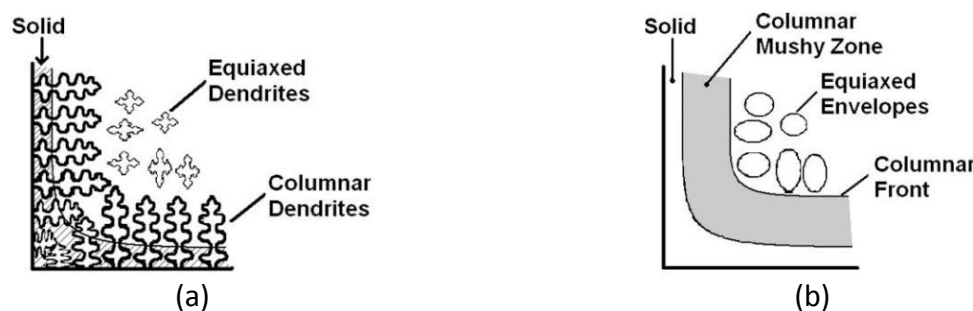 Solid
Equiaxed
Dendrites
Columnar
Dendrites
(a)
Solid
Columnar
Mushy Zone
Equiaxed
Envelopes
Columnar
Front
(b)